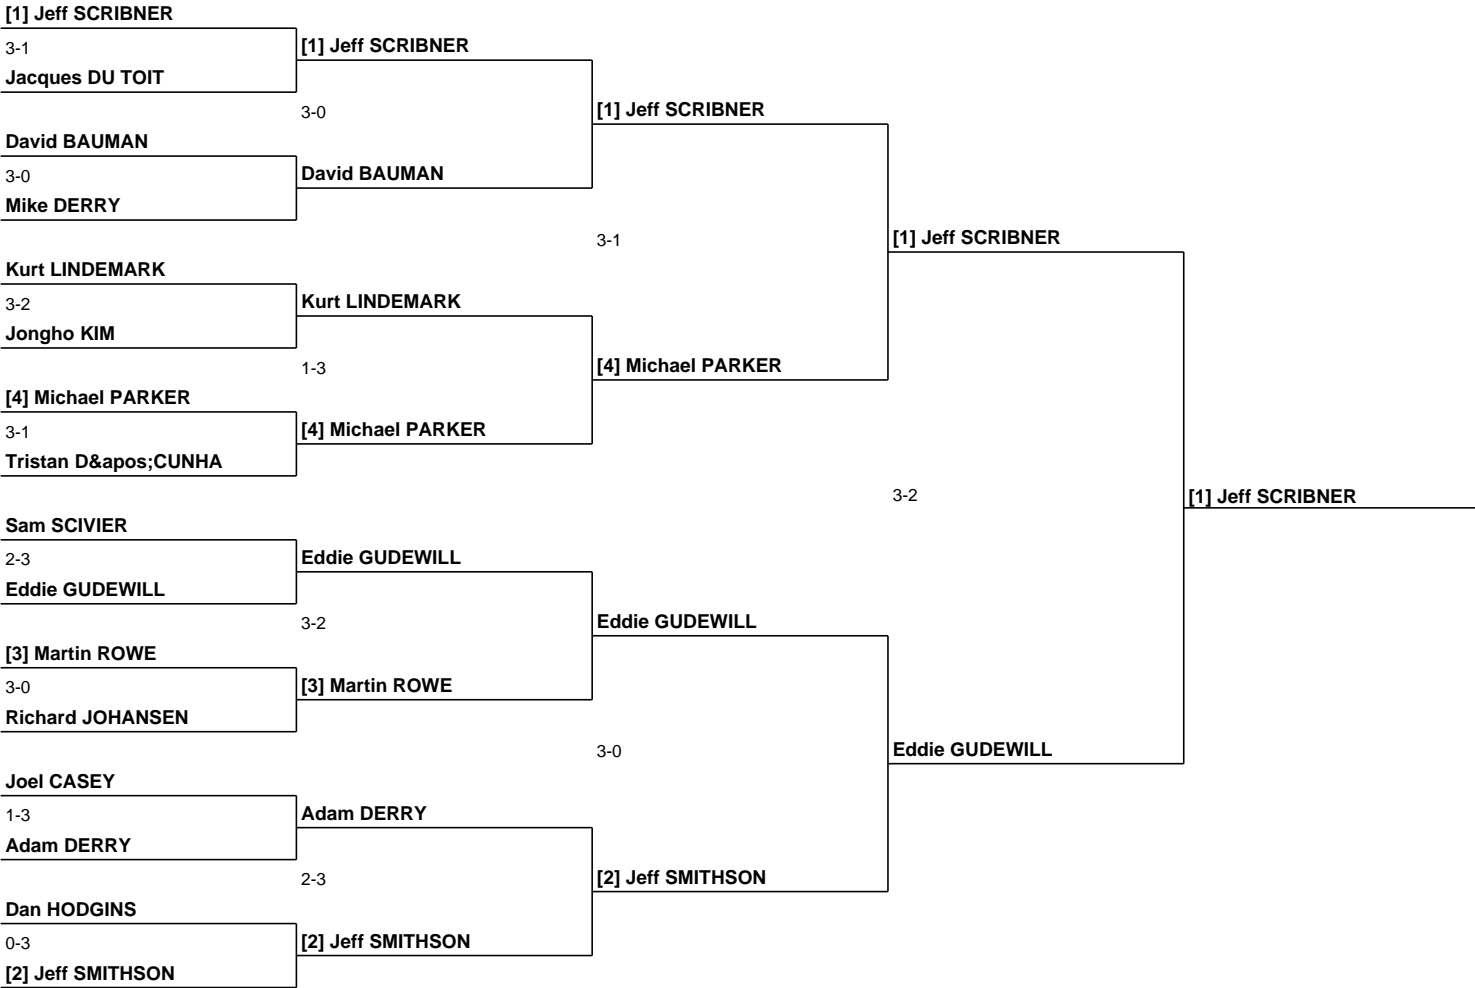 [1] Jeff SCRIBNER
3-1
Jacques DU TOIT
David BAUMAN
3-0
Mike DERRY
Kurt LINDEMARK
3-2
Jongho KIM
[4] Michael PARKER
3-1
Tristan D&apos;CUNHA
Sam SCIVIER
2-3
Eddie GUDEWILL
[3] Martin ROWE
3-0
Richard JOHANSEN
Joel CASEY
1-3
Adam DERRY
Dan HODGINS
0-3
[2] Jeff SMITHSON
[1] Jeff SCRIBNER
3-0
David BAUMAN
Kurt LINDEMARK
1-3
[4] Michael PARKER
Eddie GUDEWILL
3-2
[3] Martin ROWE
Adam DERRY
2-3
[2] Jeff SMITHSON
[1] Jeff SCRIBNER
3-1
[4] Michael PARKER
Eddie GUDEWILL
3-0
[2] Jeff SMITHSON
[1] Jeff SCRIBNER
3-2
Eddie GUDEWILL
[1] Jeff SCRIBNER